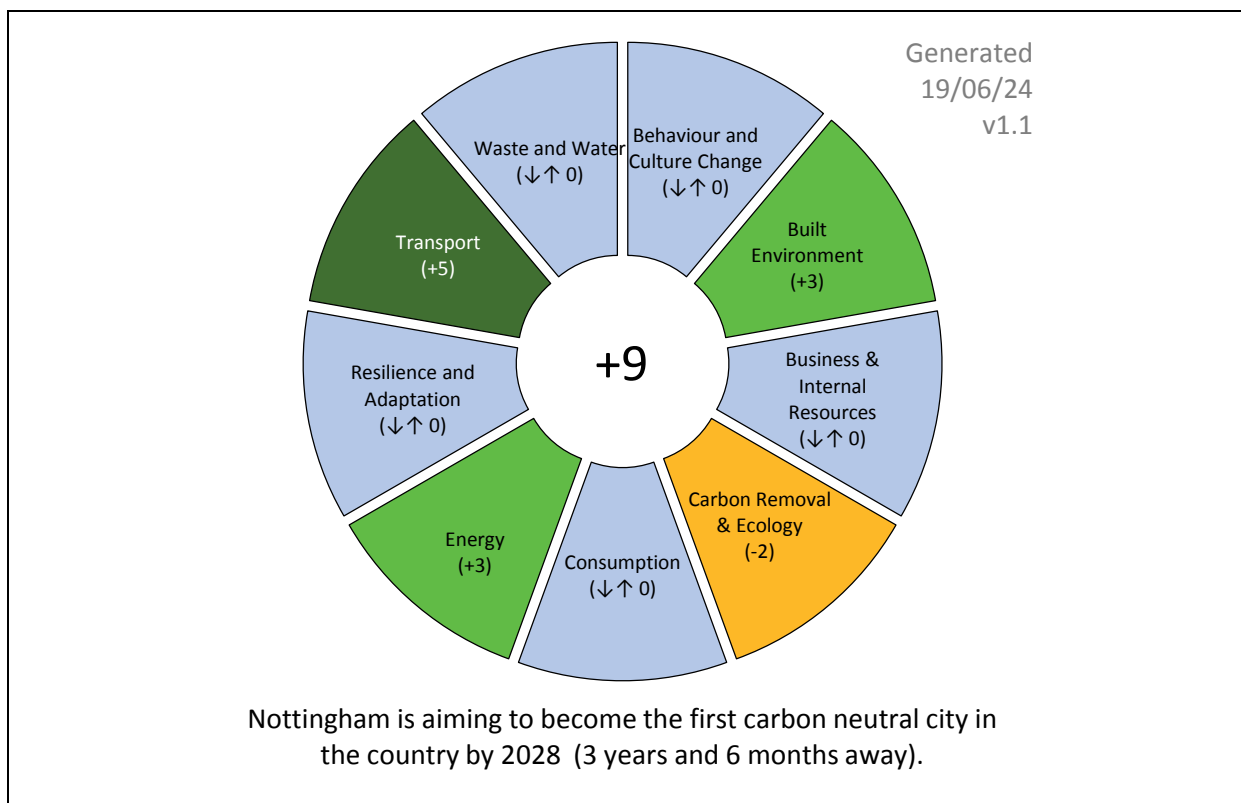 Generated
19/06/24
v1.1
Waste and Water
(↓↑ 0)
Behaviour and
Culture Change
(↓↑ 0)
Built
Environment
(+3)
Business &
Internal
Resources
(↓↑ 0)
Carbon Removal
& Ecology
(-2)
Consumption
(↓↑ 0)
Energy
(+3)
Resilience and
Adaptation
(↓↑ 0)
Transport
(+5)
+9
Nottingham is aiming to become the first carbon neutral city in
the country by 2028  (3 years and 6 months away).